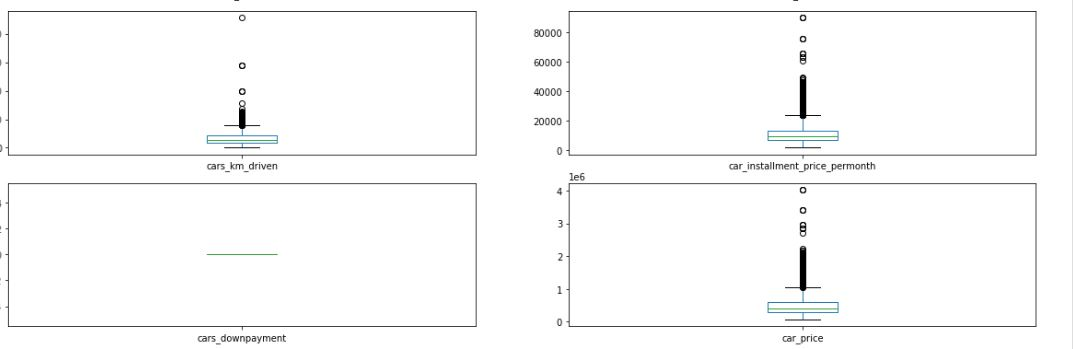 80000
60000
40000
20000
0
cars_km_driven
car_installment_price_permonth
1e6
4
3
2
1
0
cars_downpayment
car_price